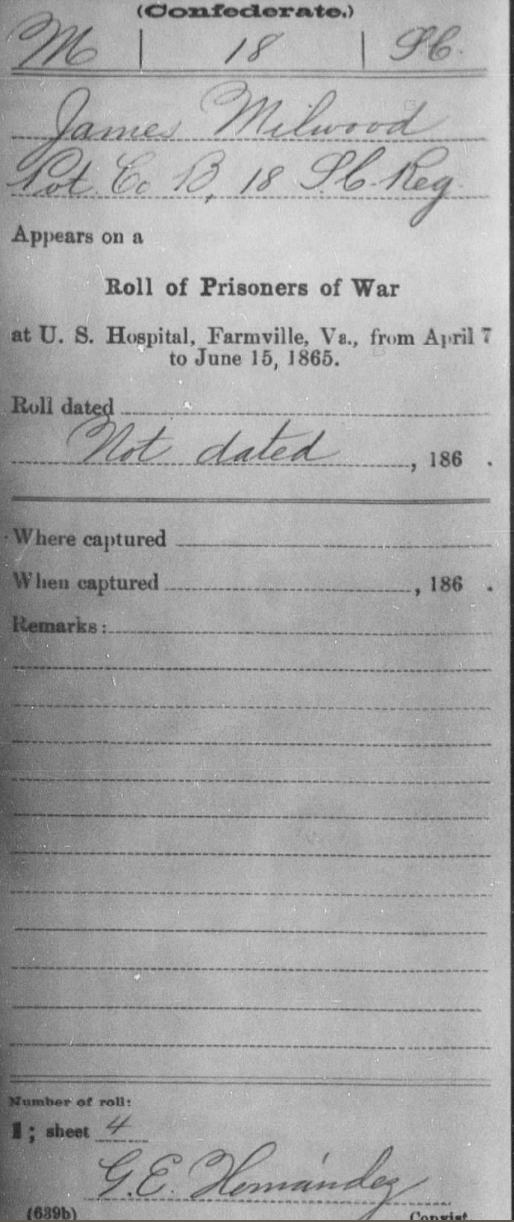 (Confederate.)
M | 18 | S.C.
James Milwood
Pvt. Co B, 18 S.C. Reg.
Appears on a
Roll of Prisoners of War
at U. S. Hospital, Farmville, Va., from April 7
to June 15, 1865.
Roll dated
Not dated, 186 .
Where captured
When captured , 186 .
Remarks:
Number of roll:
1; sheet 4
G.E. Hernández
(639b) Copyist.